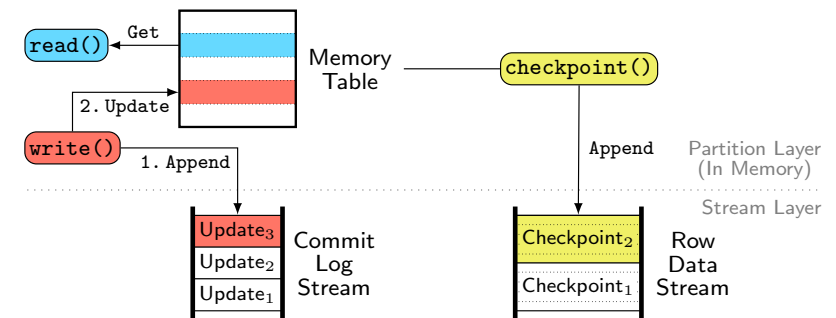 read()
Get
Memory
Table
checkpoint()
2. Update
write()
1. Append
Append
Partition Layer
(In Memory)
Stream Layer
Update₃
Update₂
Update₁
Commit
Log
Stream
Checkpoint₂
Checkpoint₁
Row
Data
Stream